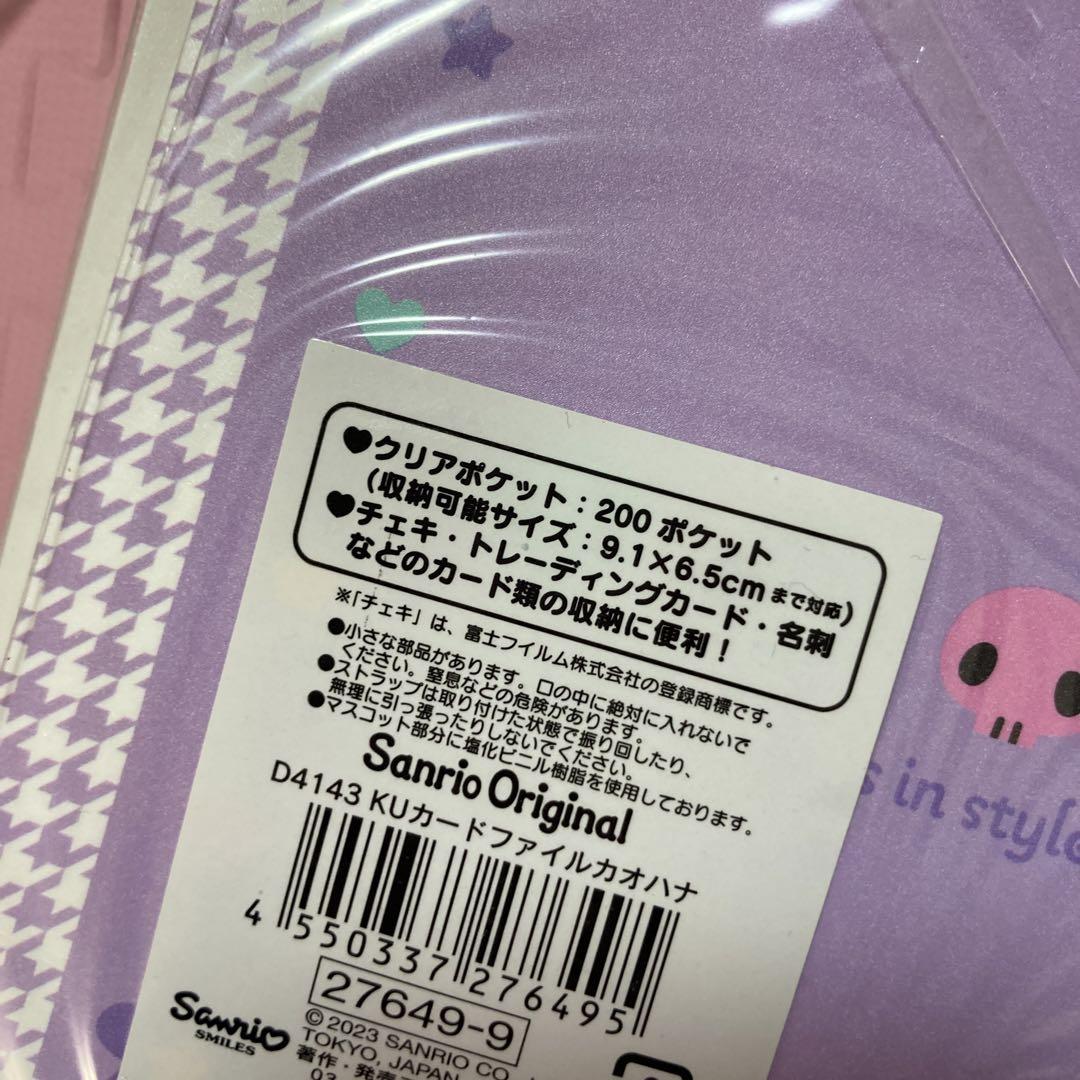 ♥クリアポケット：200 ポケット
(収納可能サイズ：9.1×6.5cmまで対応)
♥チェキ・トレーディングカード・名刺
などのカード類の収納に便利！
※「チェキ」は、富士フイルム株式会社の登録商標です。
●小さな部品があります。口の中に絶対に入れないで
ください。窒息などの危険があります。
●ストラップは取り付けた状態で振り回したり、
無理に引っ張ったりしないでください。
●マスコット部分に塩化ビニル樹脂を使用しております。
Sanrio Original
D4143 KUカードファイルカオハナ
4 550337 276495
27649-9
Sanrio
SMILES
© 2023 SANRIO CO
TOKYO, JAPAN
著作・発売
03
s in style